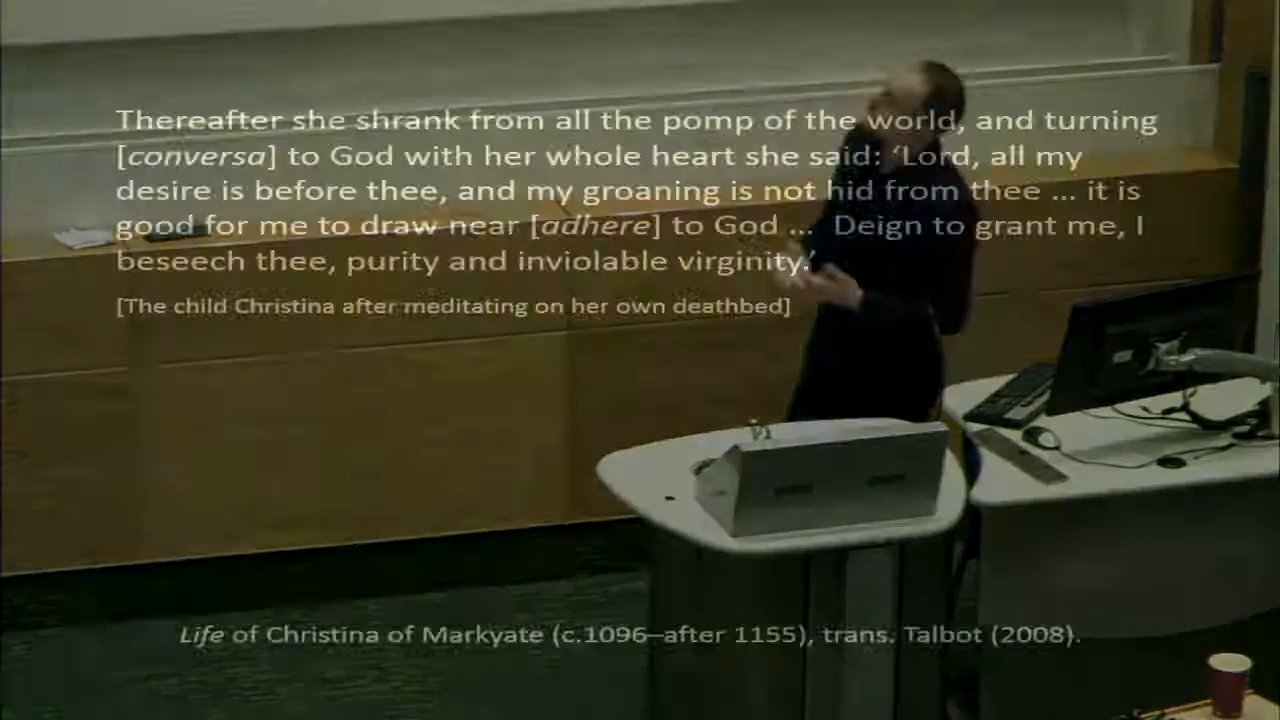 Thereafter she shrank from all the pomp of the world, and turning
[conversa] to God with her whole heart she said: ‘Lord, all my
desire is before thee, and my groaning is not hid from thee ... it is
good for me to draw near [adhere] to God ...  Deign to grant me, I
beseech thee, purity and inviolable virginity.’
[The child Christina after meditating on her own deathbed]
Life of Christina of Markyate (c.1096–after 1155), trans. Talbot (2008).